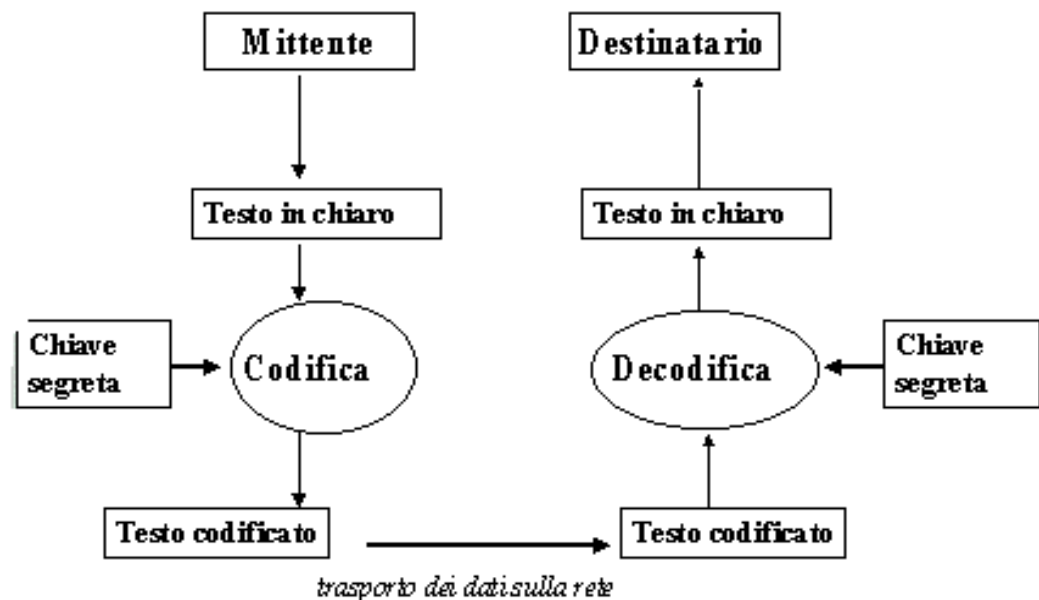 Mittente
Destinatario
Testo in chiaro
Testo in chiaro
Chiave
segreta
Codifica
Decodifica
Chiave
segreta
Testo codificato
Testo codificato
trasporto dei dati sulla rete